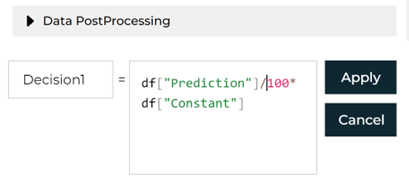 Data PostProcessing
Decision1 = df["Prediction"]/100*
df["Constant"]
Apply
Cancel